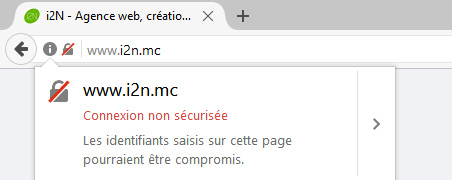 i2N - Agence web, créatio...
www.i2n.mc
www.i2n.mc
Connexion non sécurisée
Les identifiants saisis sur cette page
pourraient être compromis.